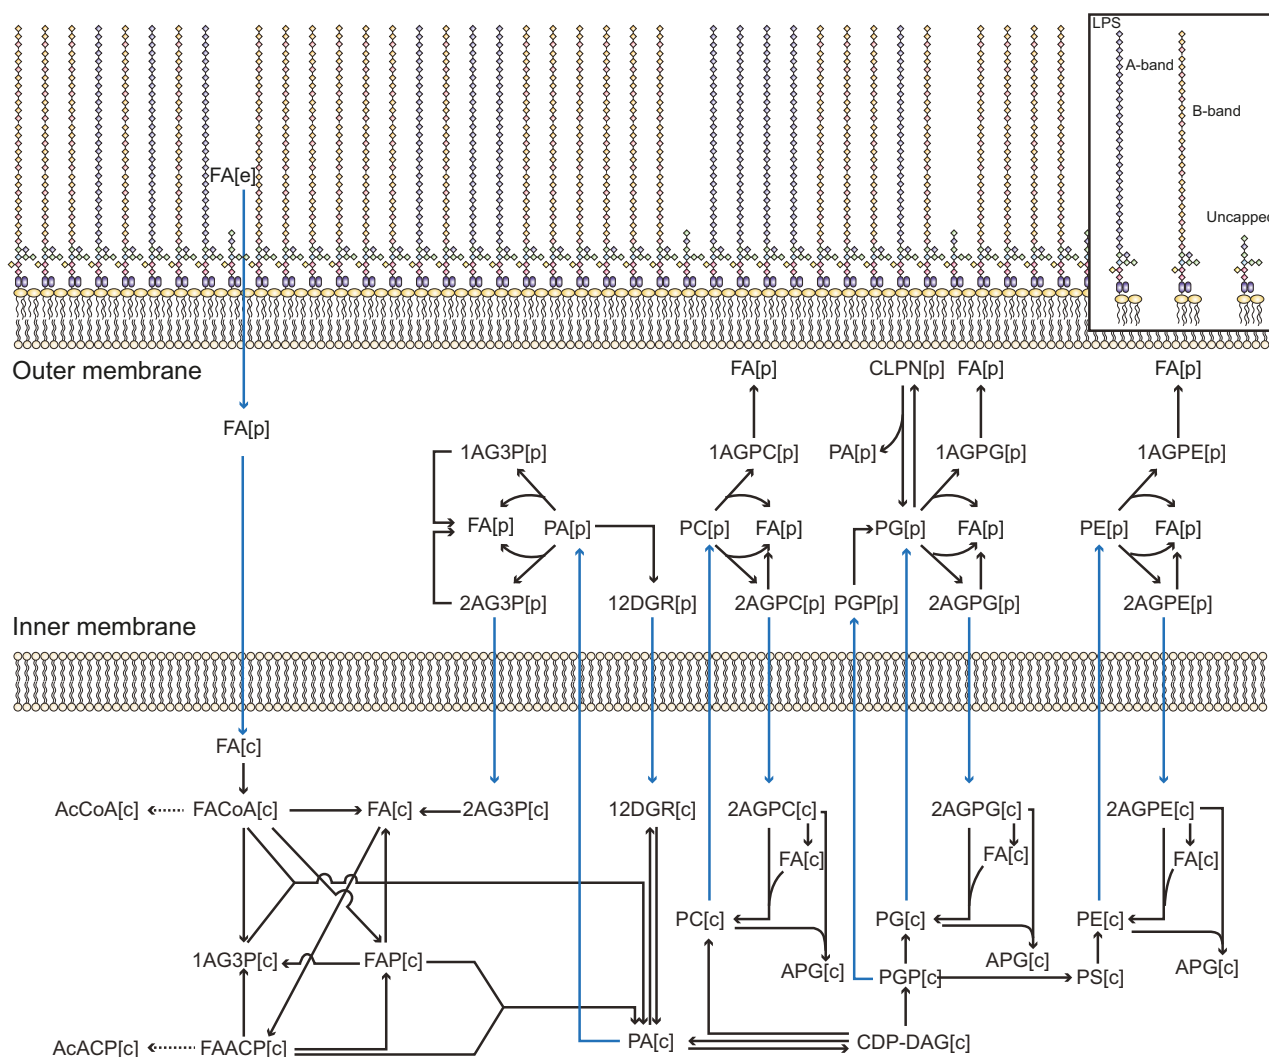 LPS
A-band
B-band
FA[e]
Uncapped
Outer membrane
FA[p]
CLPN[p]
FA[p]
FA[p]
FA[p]
1AG3P[p]
1AGPC[p]
PA[p]
1AGPG[p]
1AGPE[p]
FA[p]
PA[p]
PC[p]
FA[p]
PG[p]
FA[p]
PE[p]
FA[p]
2AG3P[p]
12DGR[p]
2AGPC[p]
PGP[p]
2AGPG[p]
2AGPE[p]
Inner membrane
FA[c]
AcCoA[c]
FACoA[c]
FA[c]
2AG3P[c]
12DGR[c]
2AGPC[c]
2AGPG[c]
2AGPE[c]
FA[c]
FA[c]
FA[c]
PC[c]
PG[c]
PE[c]
1AG3P[c]
FAP[c]
APG[c]
APG[c]
APG[c]
PGP[c]
PS[c]
AcACP[c]
FAACP[c]
PA[c]
CDP-DAG[c]